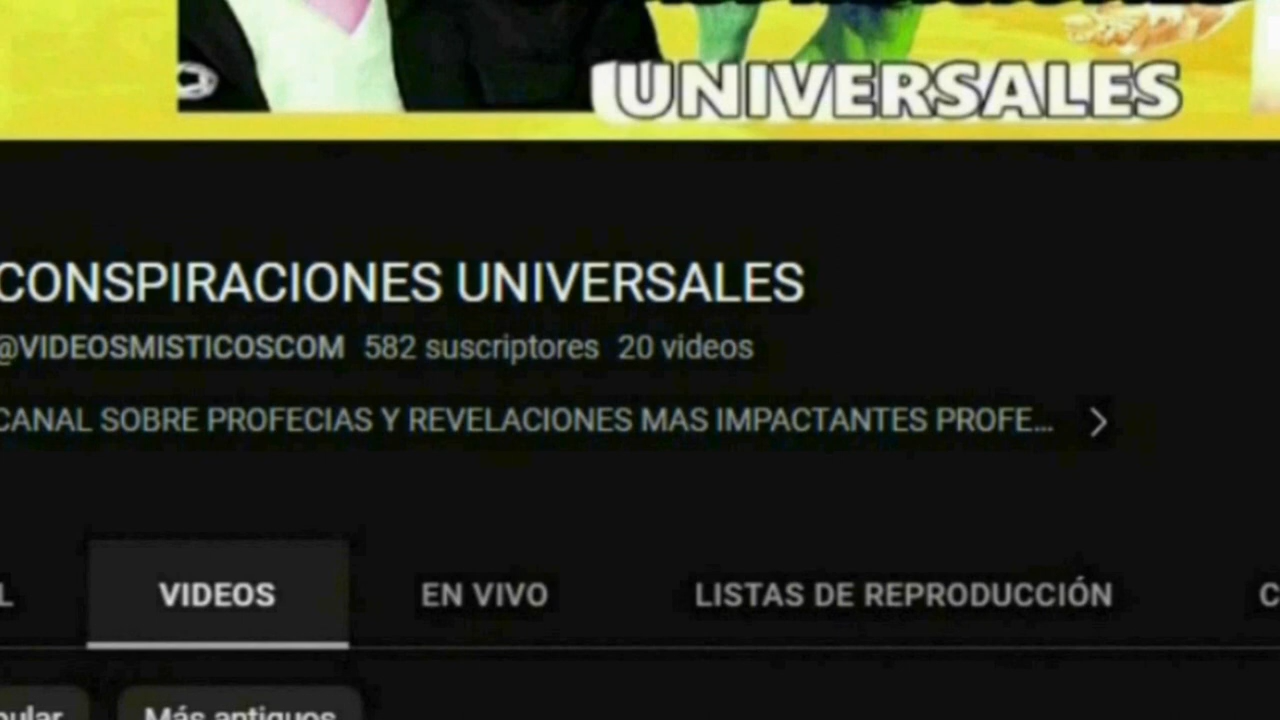 UNIVERSALES
CONSPIRACIONES UNIVERSALES
@VIDEOSMISTICOSCOM 582 suscriptores 20 videos
CANAL SOBRE PROFECIAS Y REVELACIONES MAS IMPACTANTES PROFE...
VIDEOS EN VIVO LISTAS DE REPRODUCCIÓN
Más antiguos